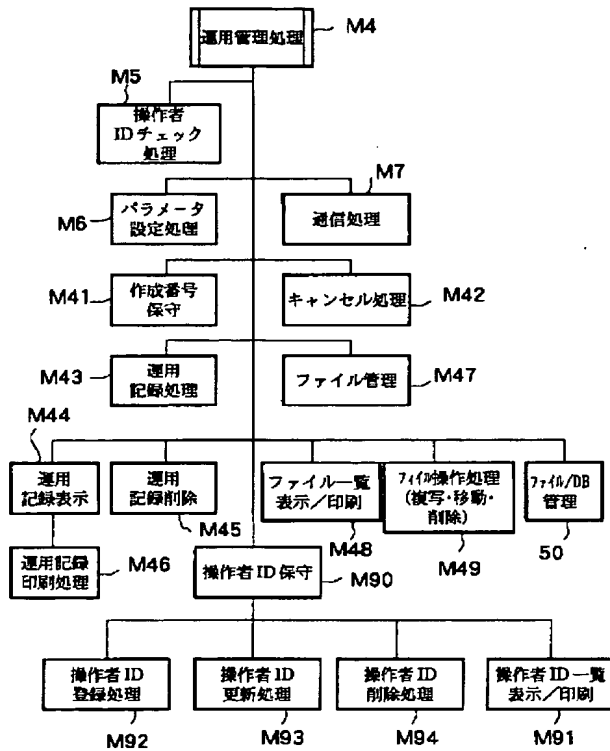 運用管理処理
M4
M5
操作者
IDチェック
処理
M7
M6
パラメータ
設定処理
通信処理
M41
作成番号
保守
キャンセル処理
M42
M43
運用
記録処理
ファイル管理
M47
M44
運用
記録表示
運用
記録削除
M45
ファイル一覧
表示/印刷
M48
ファイル操作処理
(複写・移動・
削除)
M49
ファイル/DB
管理
50
運用記録
印刷処理
M46
操作者ID保守
M90
操作者ID
登録処理
M92
操作者ID
更新処理
M93
操作者ID
削除処理
M94
操作者ID一覧
表示/印刷
M91